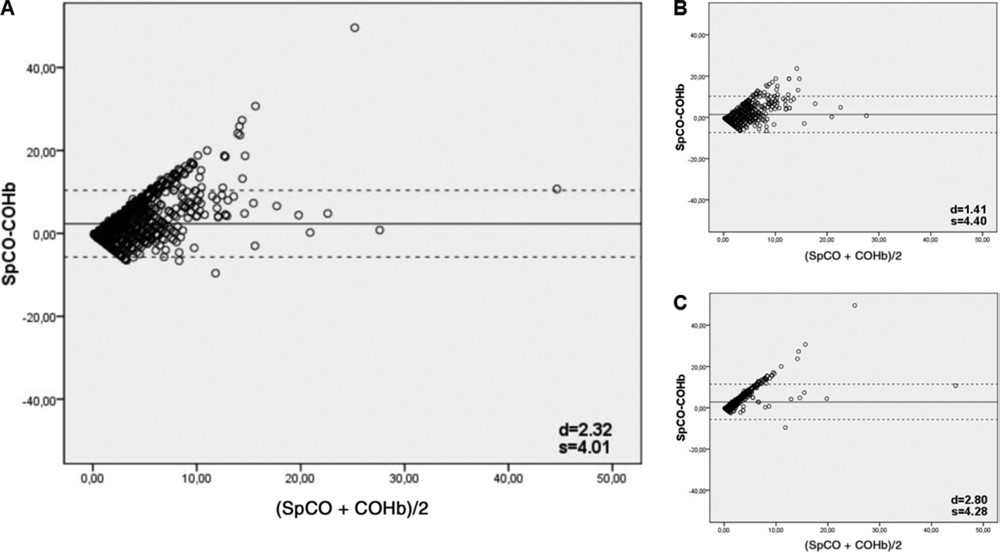 A
SpCO-COHb
40,00
20,00
0,00
-20,00
-40,00
d=2.32
s=4.01
0,00 10,00 20,00 30,00 40,00 50,00
(SpCO + COHb)/2
B
SpCO-COHb
40,00
20,00
0,00
-20,00
-40,00
d=1.41
s=4.40
0,00 10,00 20,00 30,00 40,00 50,00
(SpCO + COHb)/2
C
SpCO-COHb
40,00
20,00
0,00
-20,00
-40,00
d=2.80
s=4.28
0,00 10,00 20,00 30,00 40,00 50,00
(SpCO + COHb)/2